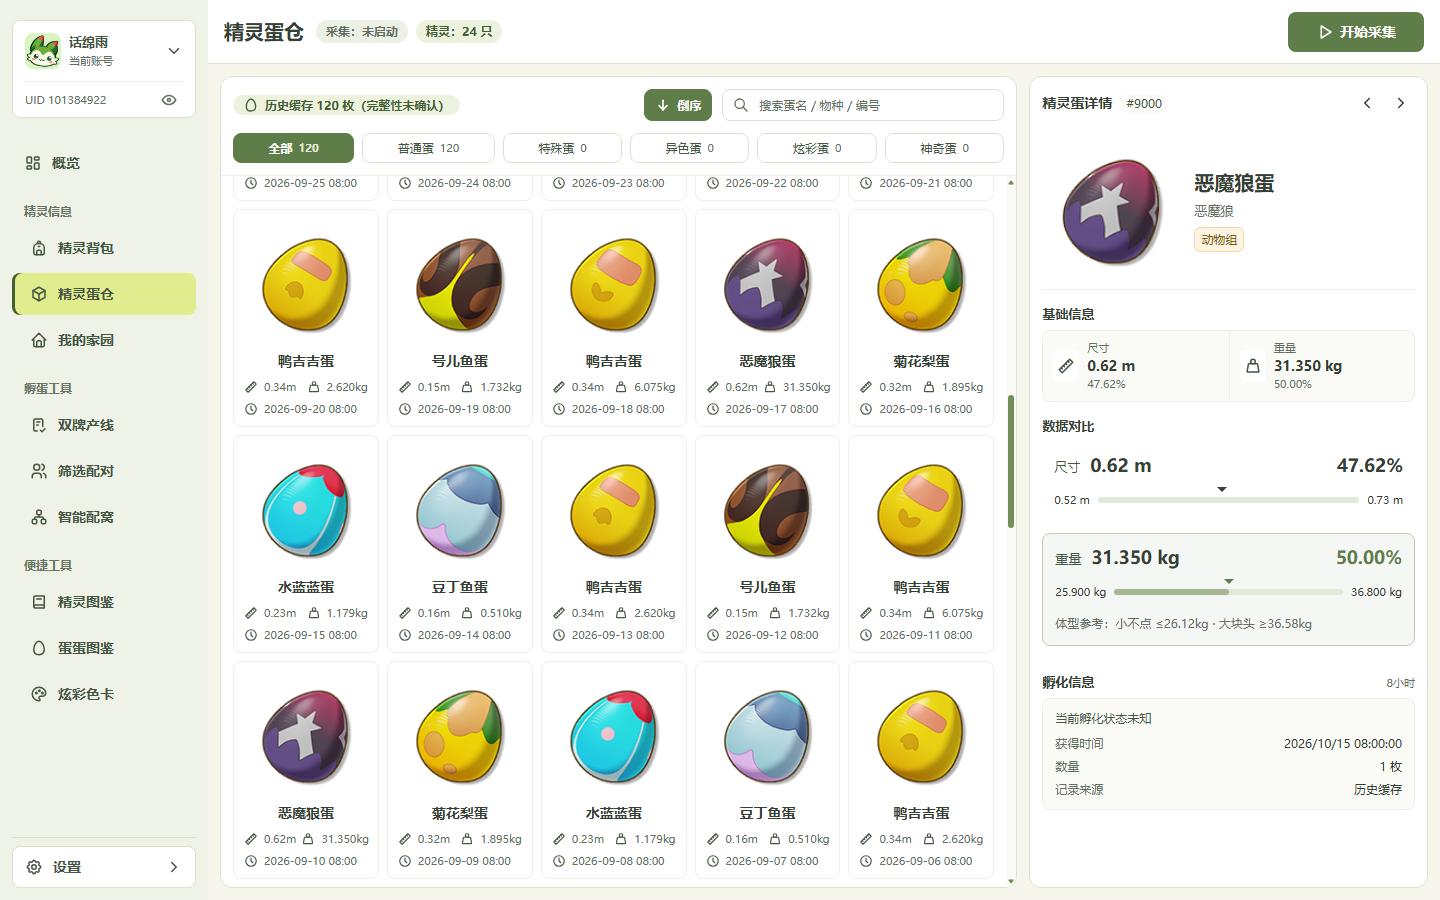 话绵雨
当前账号
UID 101384922
概览
精灵信息
精灵背包
精灵蛋仓
我的家园
孵蛋工具
双牌产线
筛选配对
智能配窝
便捷工具
精灵图鉴
蛋蛋图鉴
炫彩色卡
设置
精灵蛋仓
采集：未启动
精灵：24 只
开始采集
历史缓存 120 枚（完整性未确认）
倒序
搜索蛋名 / 物种 / 编号
全部 120
普通蛋 120
特殊蛋 0
异色蛋 0
炫彩蛋 0
神奇蛋 0
2026-09-25 08:00
2026-09-24 08:00
2026-09-23 08:00
2026-09-22 08:00
2026-09-21 08:00
鸭吉吉蛋
0.34m 2.620kg
2026-09-20 08:00
号儿鱼蛋
0.15m 1.732kg
2026-09-19 08:00
鸭吉吉蛋
0.34m 6.075kg
2026-09-18 08:00
恶魔狼蛋
0.62m 31.350kg
2026-09-17 08:00
菊花梨蛋
0.32m 1.895kg
2026-09-16 08:00
水蓝蓝蛋
0.23m 1.179kg
2026-09-15 08:00
豆丁鱼蛋
0.16m 0.510kg
2026-09-14 08:00
鸭吉吉蛋
0.34m 2.620kg
2026-09-13 08:00
号儿鱼蛋
0.15m 1.732kg
2026-09-12 08:00
鸭吉吉蛋
0.34m 6.075kg
2026-09-11 08:00
恶魔狼蛋
0.62m 31.350kg
2026-09-10 08:00
菊花梨蛋
0.32m 1.895kg
2026-09-09 08:00
水蓝蓝蛋
0.23m 1.179kg
2026-09-08 08:00
豆丁鱼蛋
0.16m 0.510kg
2026-09-07 08:00
鸭吉吉蛋
0.34m 2.620kg
2026-09-06 08:00
精灵蛋详情 #9000
恶魔狼蛋
恶魔狼
动物组
基础信息
尺寸
0.62 m
47.62%
重量
31.350 kg
50.00%
数据对比
尺寸 0.62 m 47.62%
0.52 m 0.73 m
重量 31.350 kg 50.00%
25.900 kg 36.800 kg
体型参考：小不点 ≤26.12kg · 大块头 ≥36.58kg
孵化信息 8小时
当前孵化状态未知
获得时间 2026/10/15 08:00:00
数量 1 枚
记录来源 历史缓存